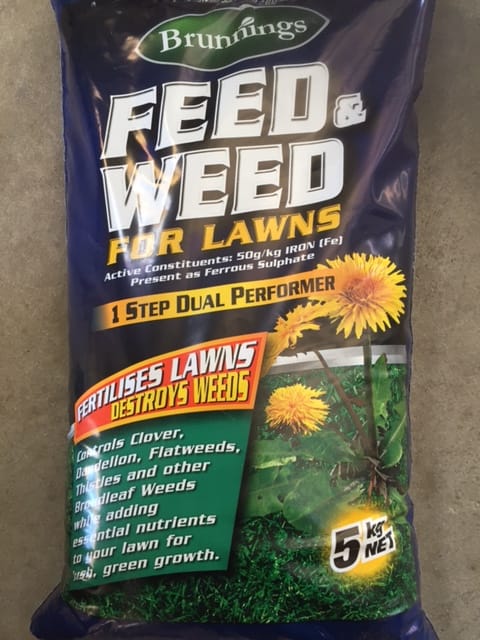 Brunnings
FEED &
WEED
FOR LAWNS
Active Constituents: 50g/kg IRON (Fe)
Present as Ferrous Sulphate
1 STEP DUAL PERFORMER
FERTILISES LAWNS
DESTROYS WEEDS
Controls Clover,
Dandelion, Flatweeds,
Thistles and other
Broadleaf Weeds
while adding
essential nutrients
to your lawn for
lush, green growth.
5 kg
NET